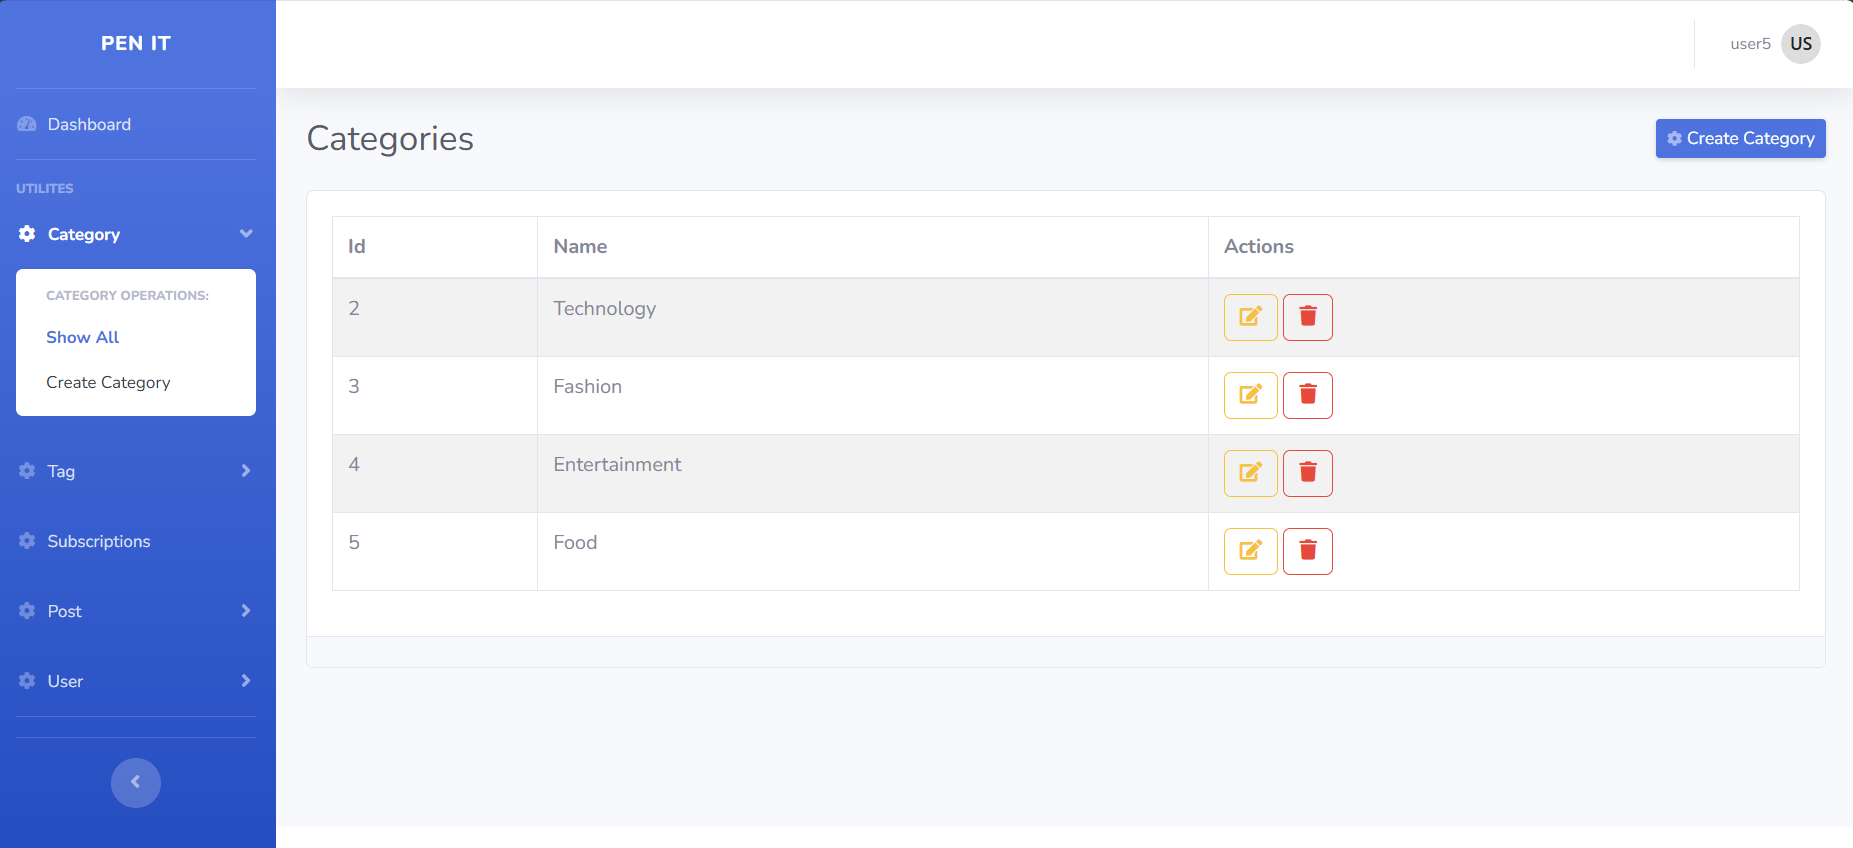 PEN IT
user5 US
Dashboard
UTILITES
Category
CATEGORY OPERATIONS:
Show All
Create Category
Tag
Subscriptions
Post
User
Categories
Create Category
Id Name Actions
2 Technology
3 Fashion
4 Entertainment
5 Food